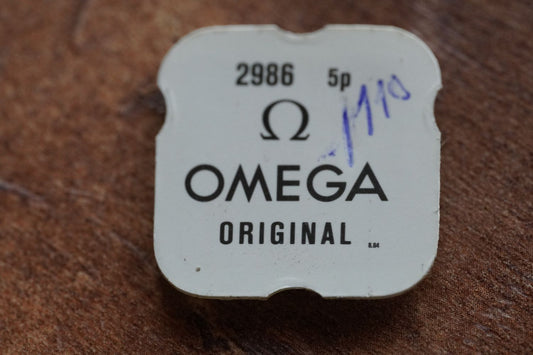 2986 5p
Ω
OMEGA
ORIGINAL